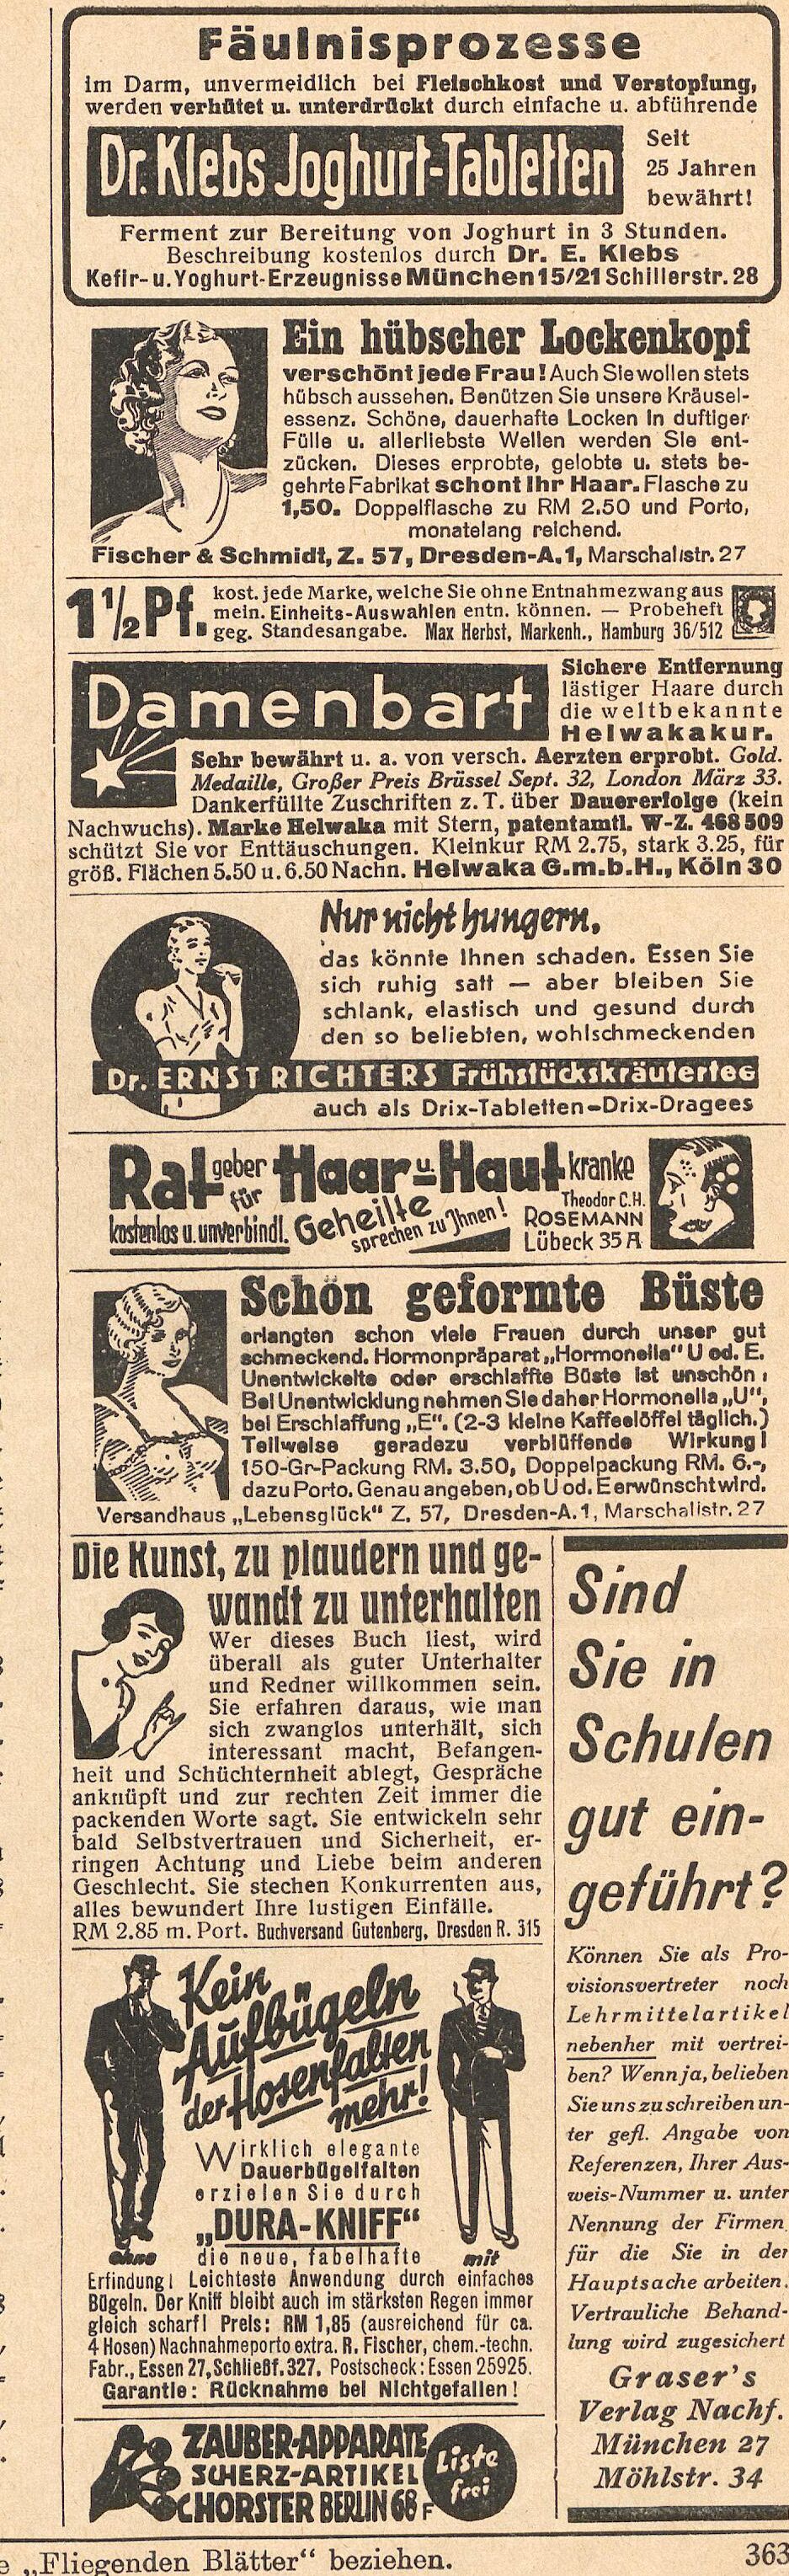 Fäulnisprozesse
im Darm, unvermeidlich bei Fleischkost und Verstopfung,
werden verhütet u. unterdrückt durch einfache u. abführende
Dr. Klebs Joghurt-Tabletten
Seit
25 Jahren
bewährt!
Ferment zur Bereitung von Joghurt in 3 Stunden.
Beschreibung kostenlos durch Dr. E. Klebs
Kefir- u. Yoghurt-Erzeugnisse München 15/21 Schillerstr. 28
Ein hübscher Lockenkopf
verschönt jede Frau! Auch Sie wollen stets
hübsch aussehen. Benützen Sie unsere Kräusel-
essenz. Schöne, dauerhafte Locken in duftiger
Fülle u. allerliebste Wellen werden Sie ent-
zücken. Dieses erprobte, gelobte u. stets be-
gehrte Fabrikat schont Ihr Haar. Flasche zu
1,50. Doppelflasche zu RM 2.50 und Porto,
monatelang reichend.
Fischer & Schmidt, Z. 57, Dresden-A.1, Marschallstr. 27
1½ Pf.
kost. jede Marke, welche Sie ohne Entnahmezwang aus
mein. Einheits-Auswahlen entn. können. — Probeheft
geg. Standesangabe. Max Herbst, Markenh., Hamburg 36/512
Damenbart
Sichere Entfernung
lästiger Haare durch
die weltbekannte
Helwakakur.
Sehr bewährt u. a. von versch. Aerzten erprobt. Gold.
Medaille, Großer Preis Brüssel Sept. 32, London März 33.
Dankerfüllte Zuschriften z. T. über Dauererfolge (kein
Nachwuchs). Marke Helwaka mit Stern, patentamtl. W-Z. 468509
schützt Sie vor Enttäuschungen. Kleinkur RM 2.75, stark 3.25, für
größ. Flächen 5.50 u. 6.50 Nachn. Helwaka G.m.b.H., Köln 30
Nur nicht hungern,
das könnte Ihnen schaden. Essen Sie
sich ruhig satt — aber bleiben Sie
schlank, elastisch und gesund durch
den so beliebten, wohlschmeckenden
Dr. ERNST RICHTERS Frühstückskräutertee
auch als Drix-Tabletten-Drix-Dragees
Ratgeber für Haar- u. Hautkranke
kostenlos u. unverbindl. Geheilte sprechen zu Ihnen!
Theodor C.H.
ROSEMANN
Lübeck 35 A
Schön geformte Büste
erlangten schon viele Frauen durch unser gut
schmeckend. Hormonpräparat „Hormonella" U od. E.
Unentwickelte oder erschlaffte Büste ist unschön.
Bei Unentwicklung nehmen Sie daher Hormonella „U",
bei Erschlaffung „E". (2-3 kleine Kaffeelöffel täglich.)
Teilweise geradezu verblüffende Wirkung!
150-Gr-Packung RM. 3.50, Doppelpackung RM. 6.-,
dazu Porto. Genau angeben, ob U od. E erwünscht wird.
Versandhaus „Lebensglück" Z. 57, Dresden-A.1, Marschallstr. 27
Die Kunst, zu plaudern und ge-
wandt zu unterhalten
Wer dieses Buch liest, wird
überall als guter Unterhalter
und Redner willkommen sein.
Sie erfahren daraus, wie man
sich zwanglos unterhält, sich
interessant macht, Befangen-
heit und Schüchternheit ablegt, Gespräche
anknüpft und zur rechten Zeit immer die
packenden Worte sagt. Sie entwickeln sehr
bald Selbstvertrauen und Sicherheit, er-
ringen Achtung und Liebe beim anderen
Geschlecht. Sie stechen Konkurrenten aus,
alles bewundert Ihre lustigen Einfälle.
RM 2.85 m. Port. Buchversand Gutenberg, Dresden R. 315
Kein
Aufbügeln
der Hosenfalten
mehr!
Wirklich elegante
Dauerbügelfalten
erzielen Sie durch
„DURA-KNIFF"
ohne die neue, fabelhafte mit
Erfindung! Leichteste Anwendung durch einfaches
Bügeln. Der Kniff bleibt auch im stärksten Regen immer
gleich scharf! Preis: RM 1,85 (ausreichend für ca.
4 Hosen) Nachnahmeporto extra. R. Fischer, chem.-techn.
Fabr., Essen 27, Schließf. 327. Postscheck: Essen 25925.
Garantie: Rücknahme bei Nichtgefallen!
ZAUBER-APPARATE
SCHERZ-ARTIKEL
CHORSTER BERLIN 68 F
Liste
frei
Sind
Sie in
Schulen
gut ein-
geführt?
Können Sie als Pro-
visionsvertreter noch
Lehrmittelartikel
nebenher mit vertrei-
ben? Wenn ja, belieben
Sie uns zu schreiben un-
ter gefl. Angabe von
Referenzen, Ihrer Aus-
weis-Nummer u. unter
Nennung der Firmen,
für die Sie in der
Hauptsache arbeiten.
Vertrauliche Behand-
lung wird zugesichert
Graser's
Verlag Nachf.
München 27
Möhlstr. 34
e „Fliegenden Blätter" beziehen.
363